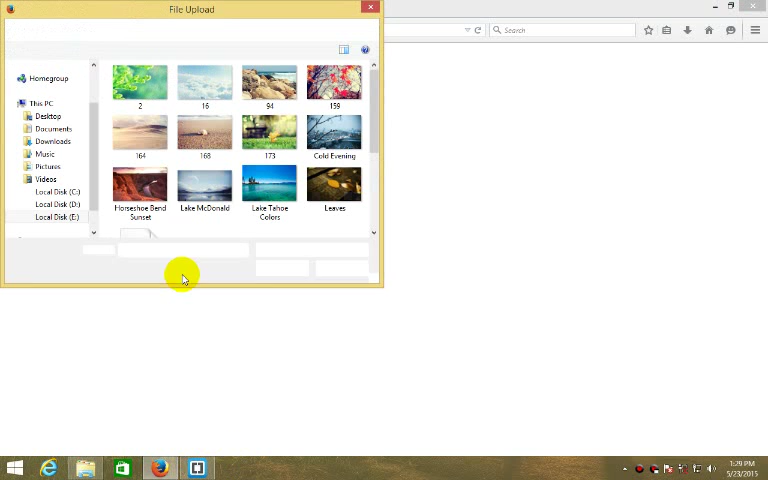 File Upload
Search
Homegroup
This PC
Desktop
Documents
Downloads
Music
Pictures
Videos
Local Disk (C:)
Local Disk (D:)
Local Disk (E:)
2
16
94
159
164
168
173
Cold Evening
Horseshoe Bend
Sunset
Lake McDonald
Lake Tahoe
Colors
Leaves
1:29 PM
5/23/2015